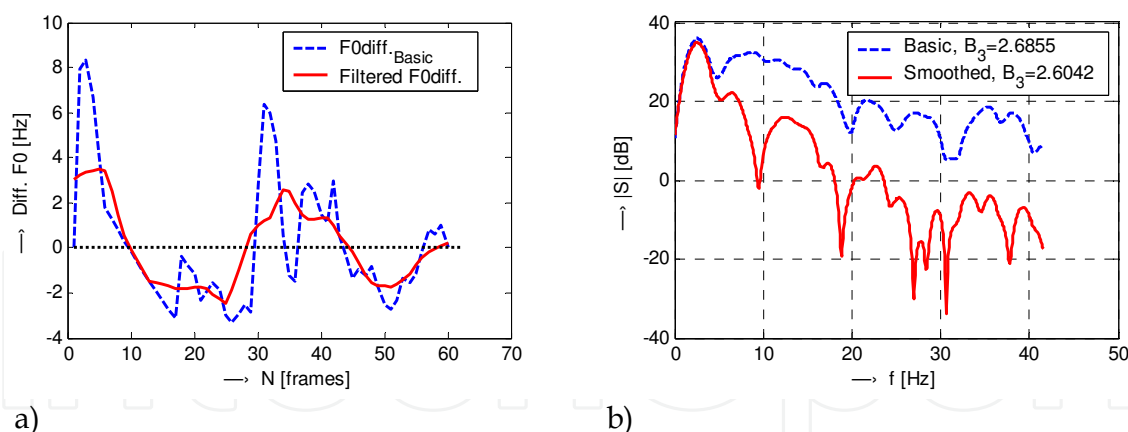 F0diff.Basic
Filtered F0diff.
8
6
4
2
0
-2
-4
0 10 20 30 40 50 60 70
⟶ Diff. F0 [Hz]
⟶ N [frames]
a)
Basic, B3=2.6855
Smoothed, B3=2.6042
40
20
0
-20
-40
0 10 20 30 40 50
⟶ |S| [dB]
⟶ f [Hz]
b)